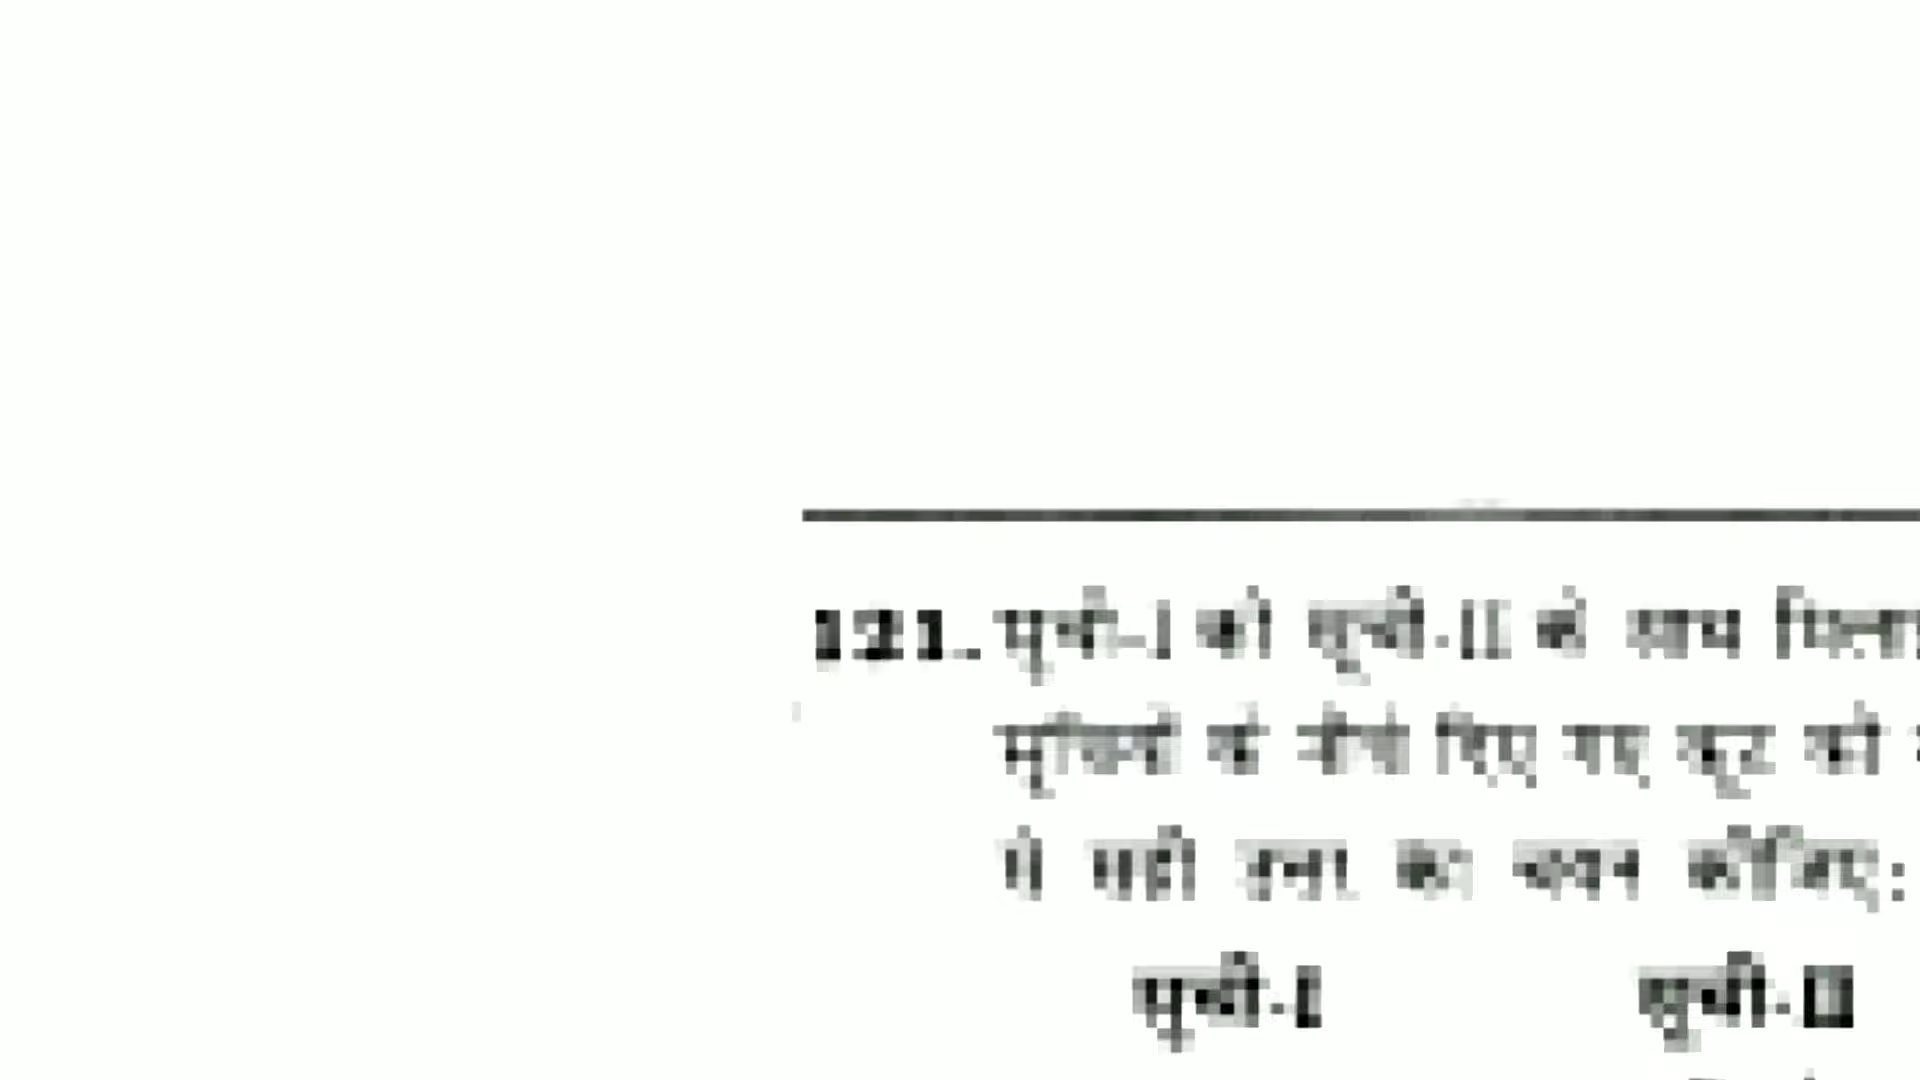 121. सूची-I को सूची-II के साथ
सूचियों के नीचे दिए गए कूट की
से सही उत्तर का चयन कीजिए:
सूची-I सूची-II